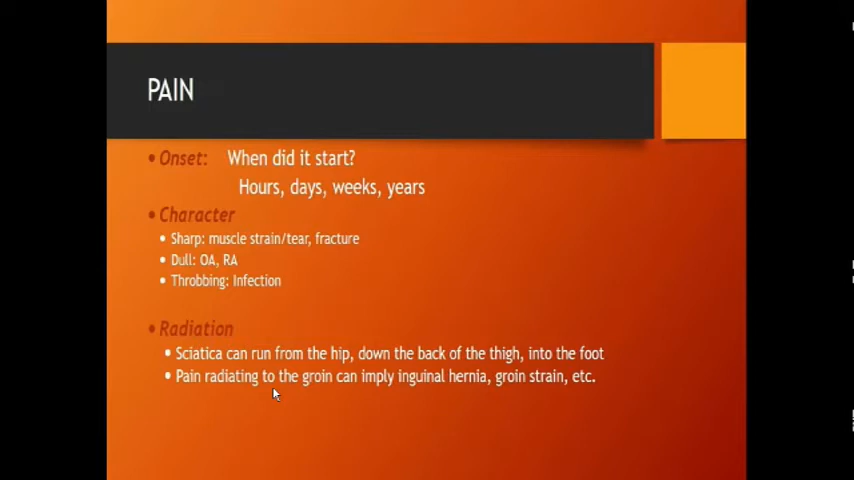 PAIN
• Onset: When did it start?
Hours, days, weeks, years
• Character
• Sharp: muscle strain/tear, fracture
• Dull: OA, RA
• Throbbing: Infection
• Radiation
• Sciatica can run from the hip, down the back of the thigh, into the foot
• Pain radiating to the groin can imply inguinal hernia, groin strain, etc.